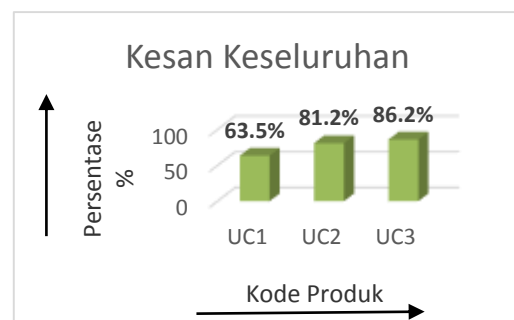 Kesan Keseluruhan
Persentase
%
100
50
0
63.5%
81.2%
86.2%
UC1 UC2 UC3
Kode Produk